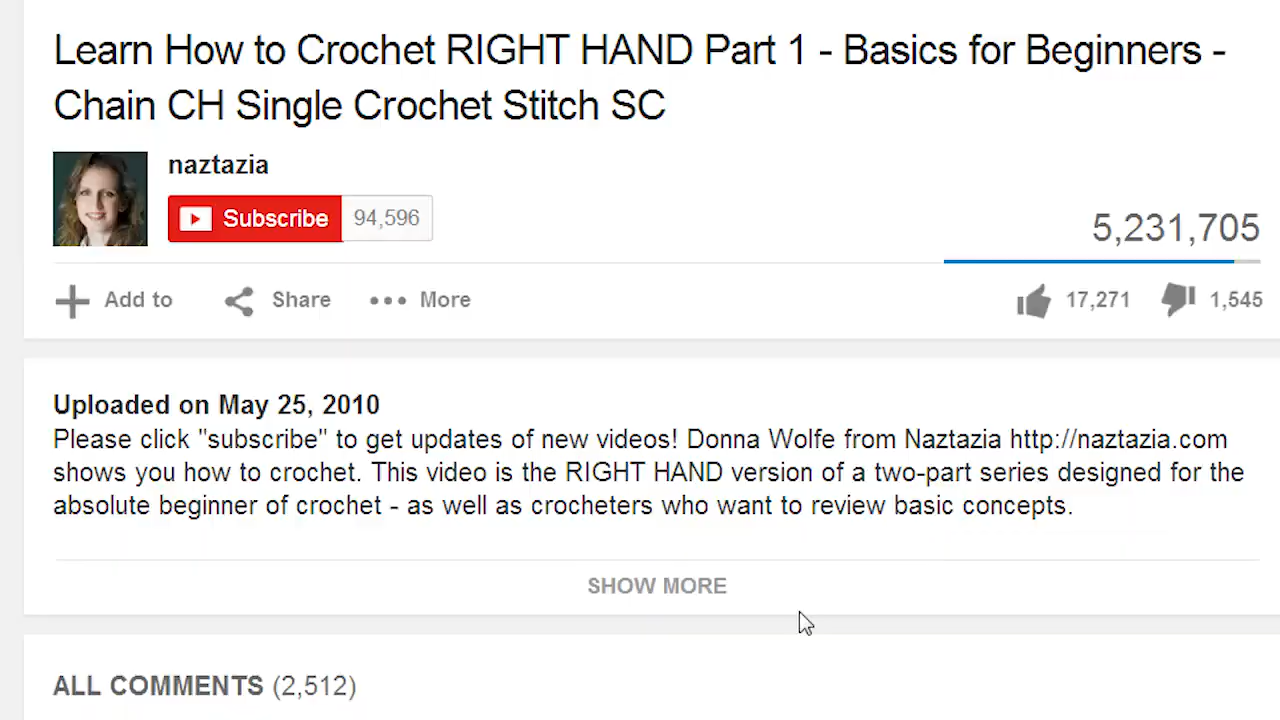 Learn How to Crochet RIGHT HAND Part 1 - Basics for Beginners -
Chain CH Single Crochet Stitch SC
naztazia
Subscribe 94,596
5,231,705
Add to Share More 17,271 1,545
Uploaded on May 25, 2010
Please click "subscribe" to get updates of new videos! Donna Wolfe from Naztazia http://naztazia.com
shows you how to crochet. This video is the RIGHT HAND version of a two-part series designed for the
absolute beginner of crochet - as well as crocheters who want to review basic concepts.
SHOW MORE
ALL COMMENTS (2,512)